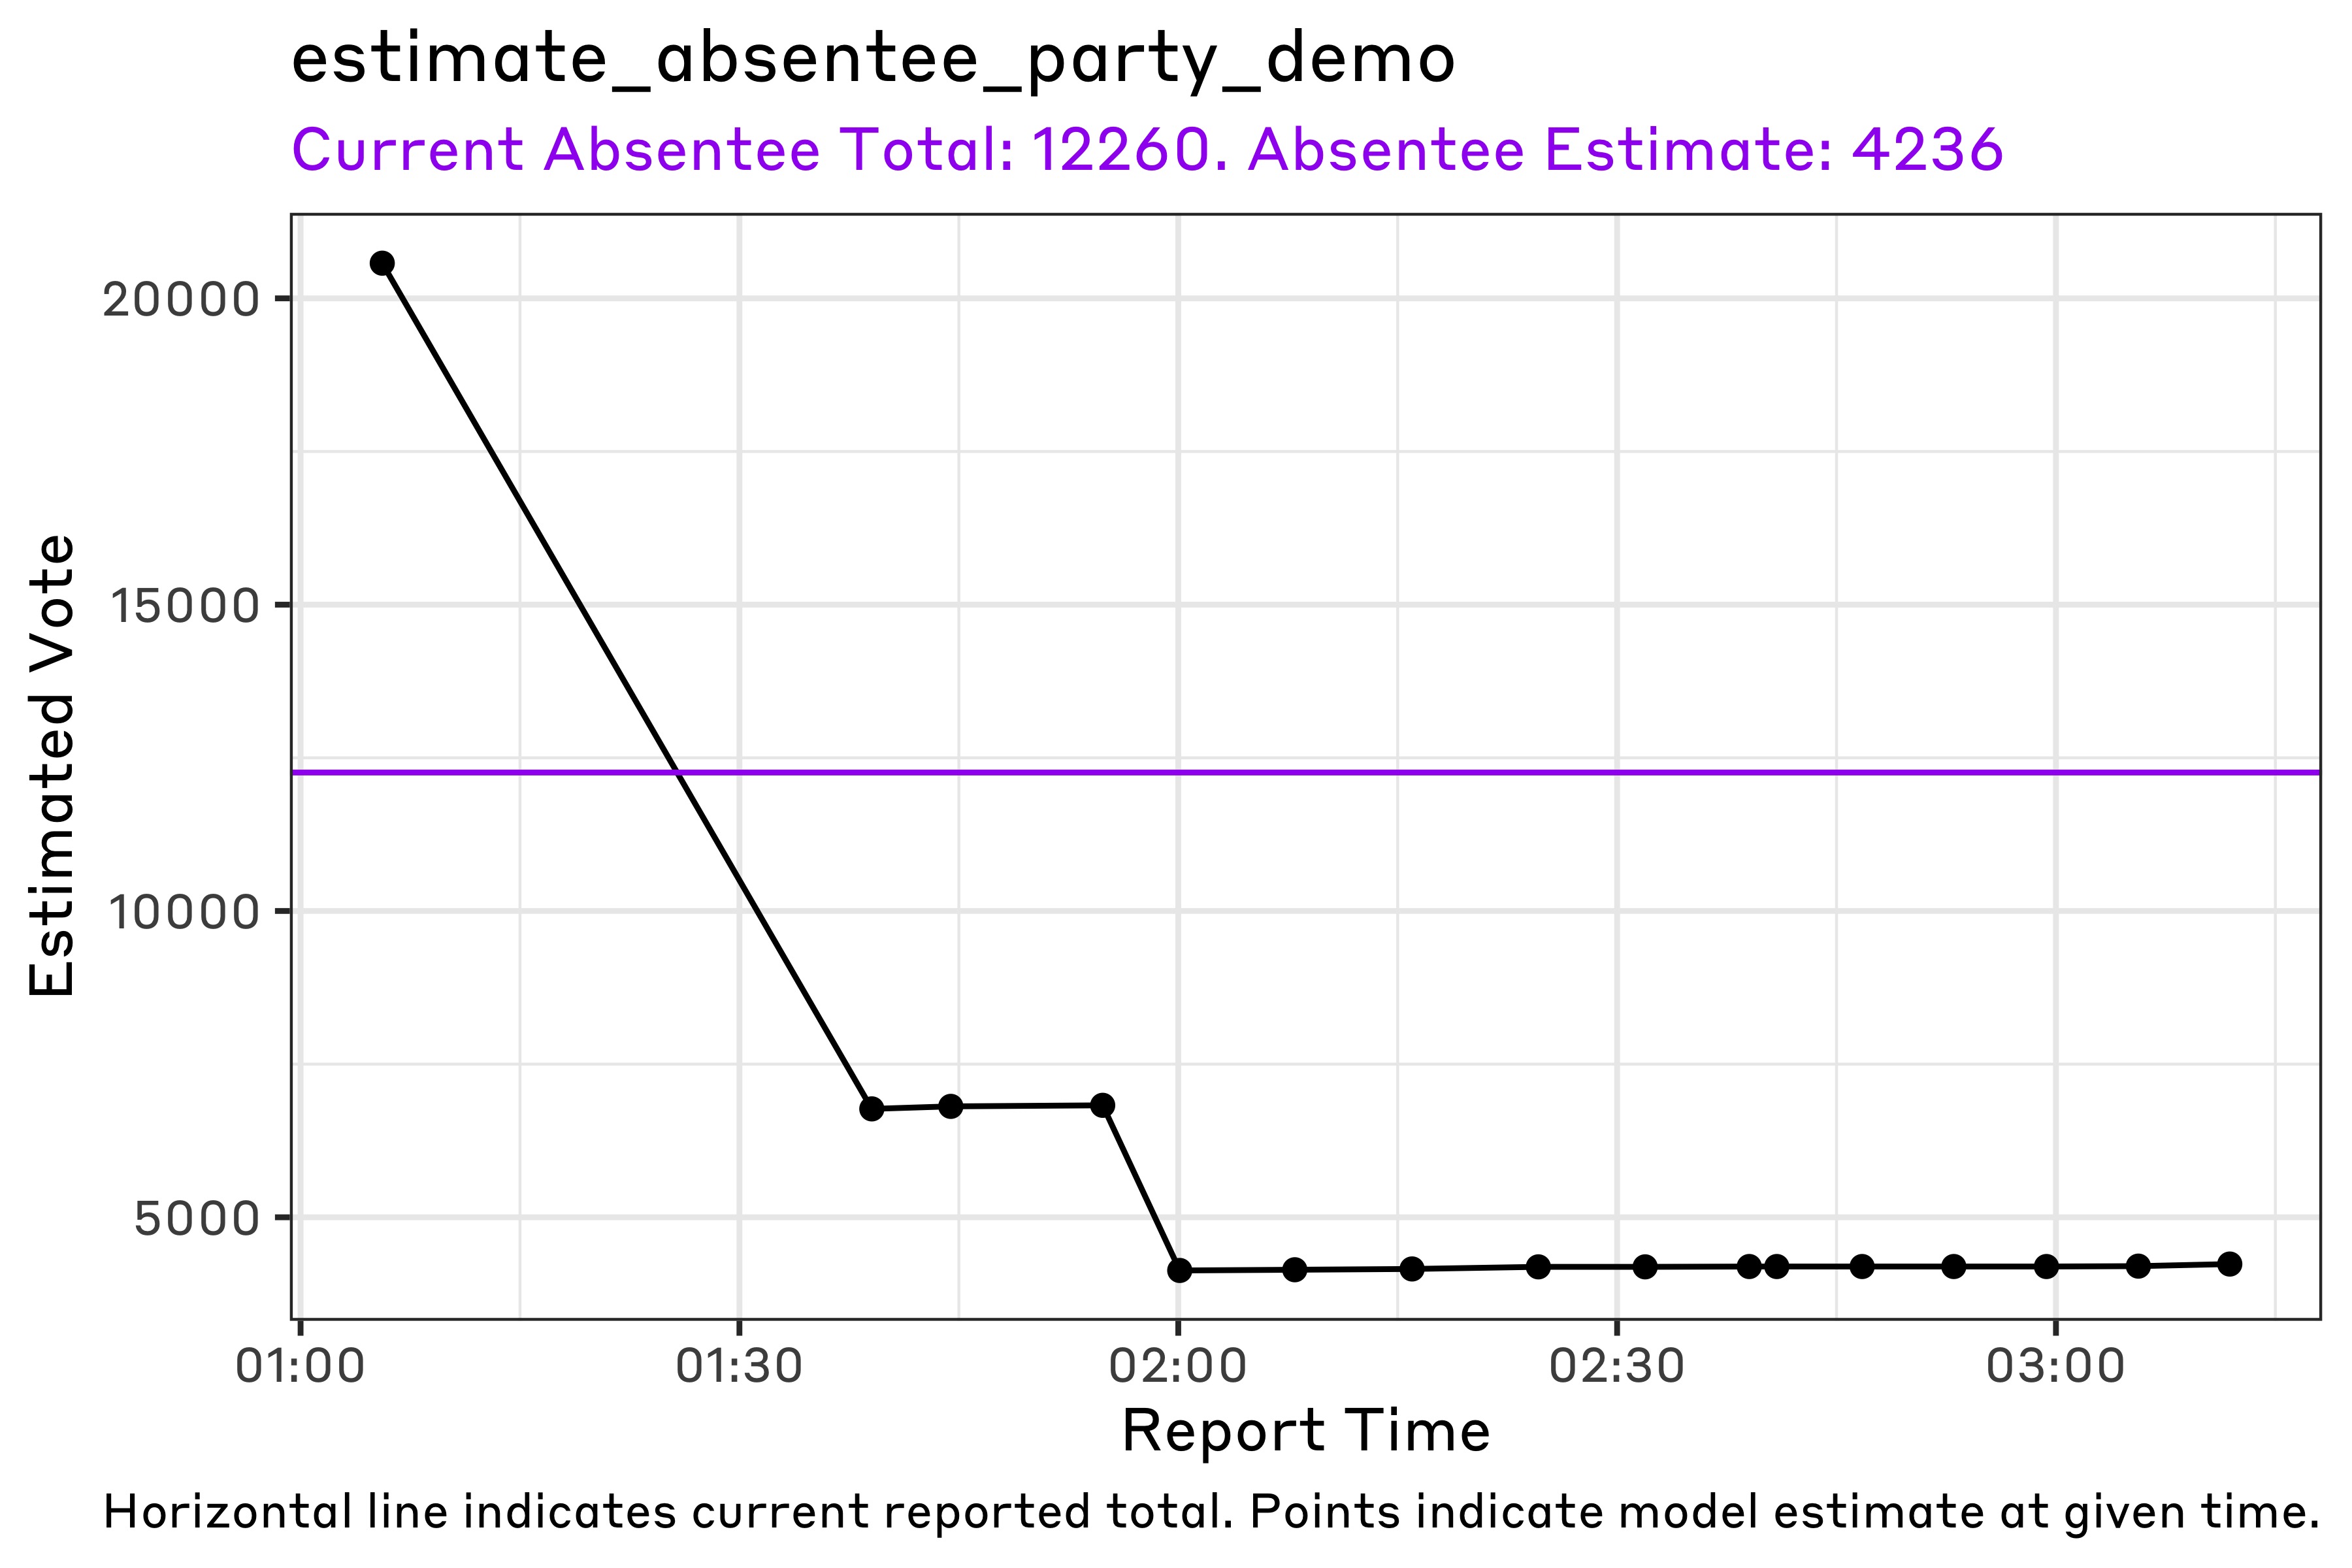 estimate_absentee_party_demo
Current Absentee Total: 12260. Absentee Estimate: 4236
Estimated Vote
20000
15000
10000
5000
01:00 01:30 02:00 02:30 03:00
Report Time
Horizontal line indicates current reported total. Points indicate model estimate at given time.